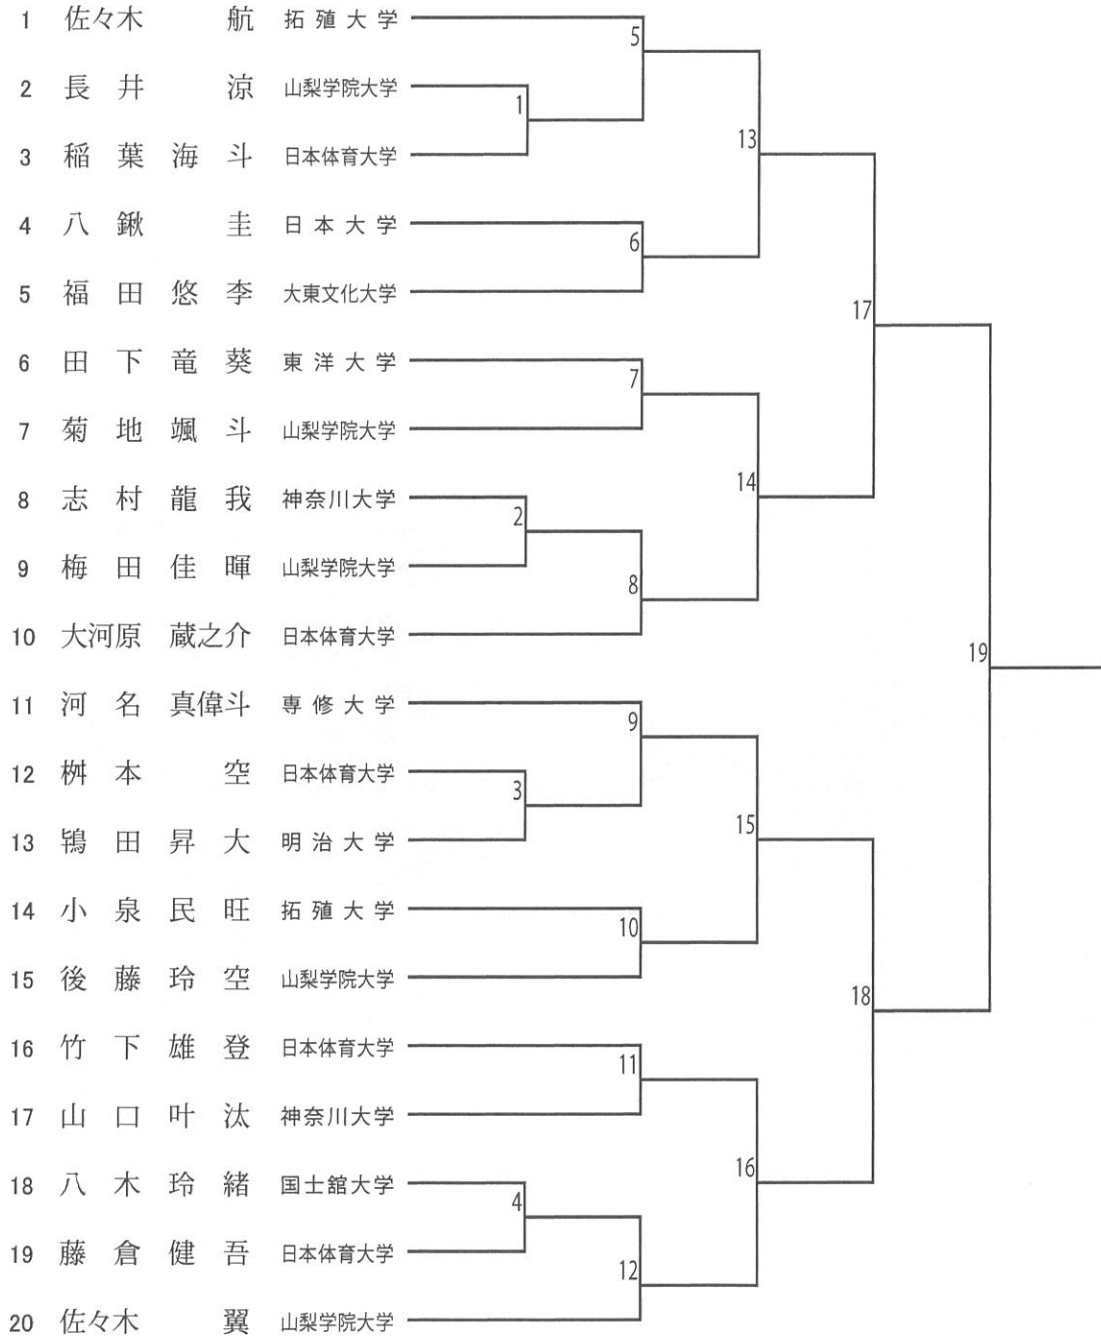 1 佐々木 航 拓殖大学
2 長井 涼 山梨学院大学
3 稲葉海斗 日本体育大学
4 八鍬 圭 日本大学
5 福田悠李 大東文化大学
6 田下竜葵 東洋大学
7 菊地颯斗 山梨学院大学
8 志村龍我 神奈川大学
9 梅田佳暉 山梨学院大学
10 大河原 蔵之介 日本体育大学
11 河名 真偉斗 専修大学
12 桝本 空 日本体育大学
13 鴇田昇大 明治大学
14 小泉民旺 拓殖大学
15 後藤玲空 山梨学院大学
16 竹下雄登 日本体育大学
17 山口叶汰 神奈川大学
18 八木玲緒 国士舘大学
19 藤倉健吾 日本体育大学
20 佐々木 翼 山梨学院大学
1
2
3
4
5
6
7
8
9
10
11
12
13
14
15
16
17
18
19